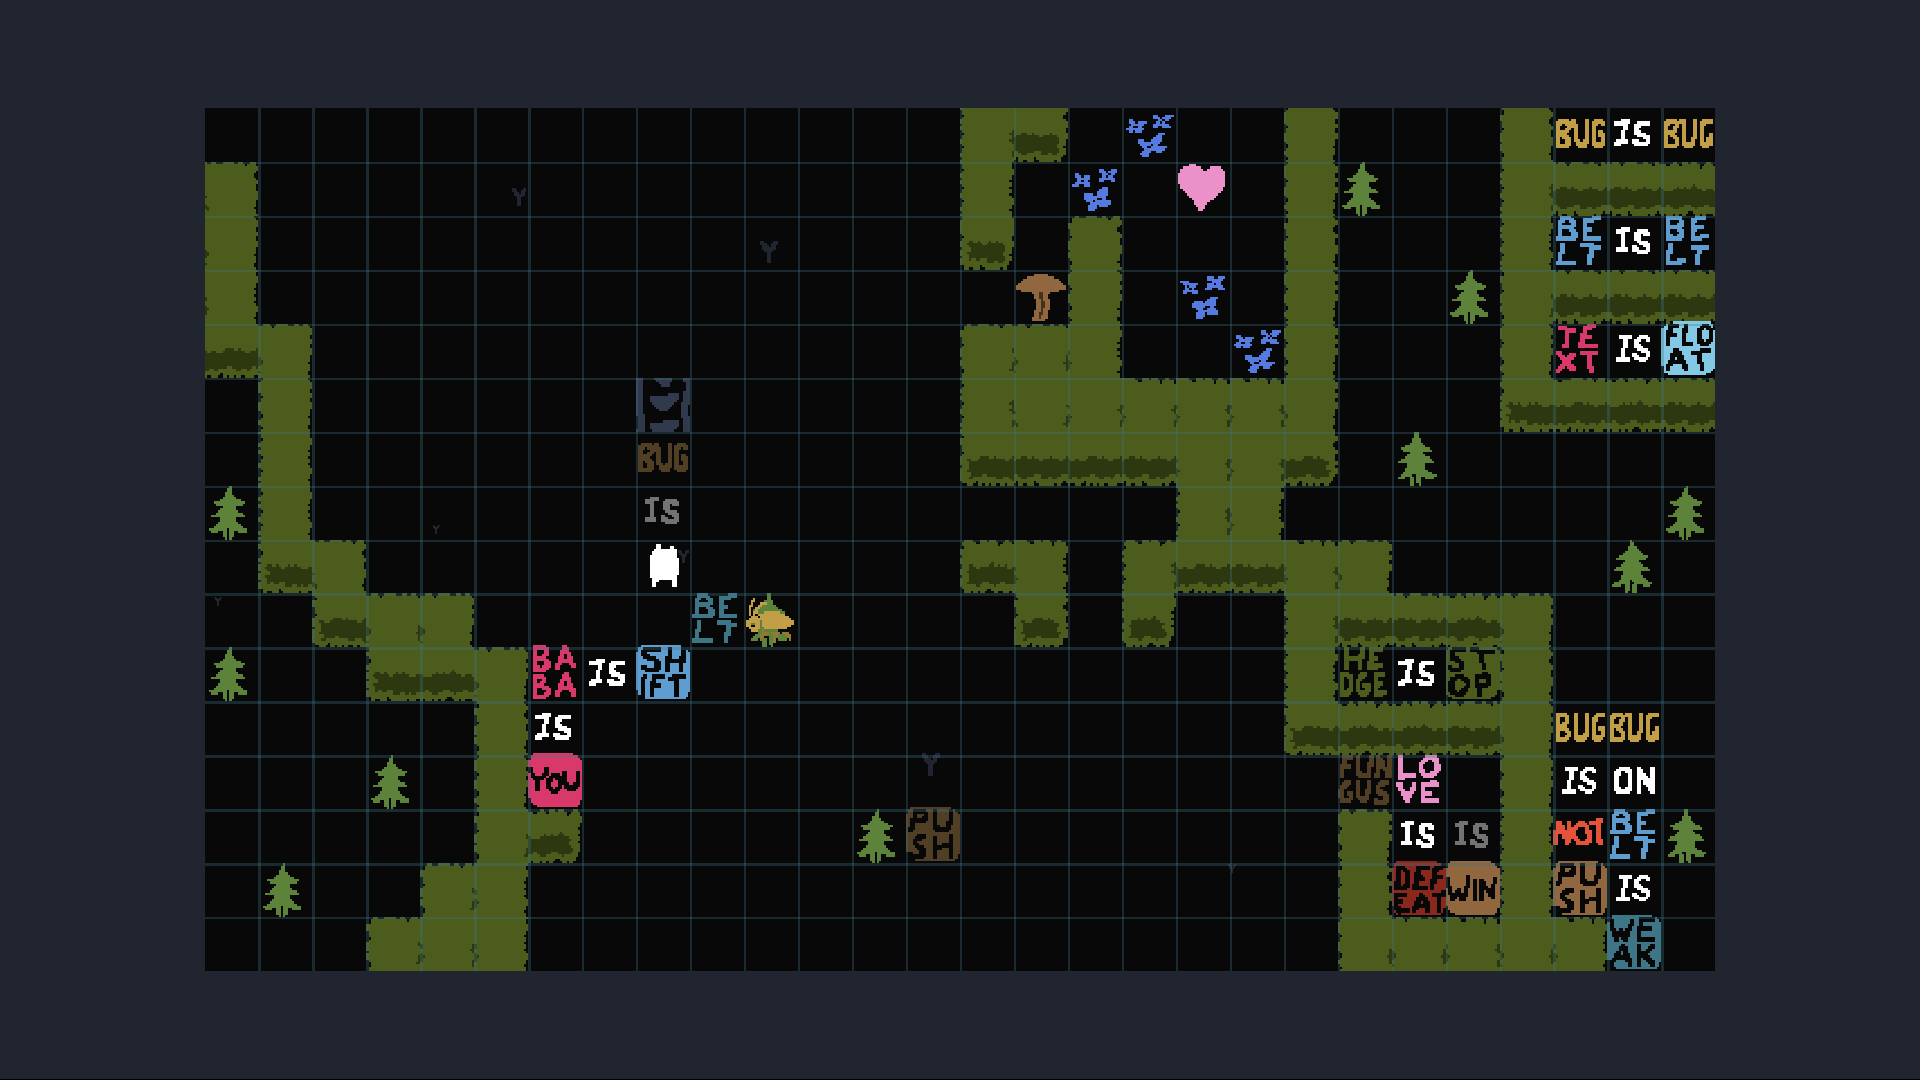 BUG IS BUG
BELT IS BELT
TEXT IS FLOAT
BUG
IS
BELT
BABA IS SHIFT
HEDGE IS STOP
IS
BUG BUG
YOU
FUNGUS LOVE
IS ON
PUSH
IS IS
NOT BELT
DEFEAT WIN
PUSH IS
WEAK